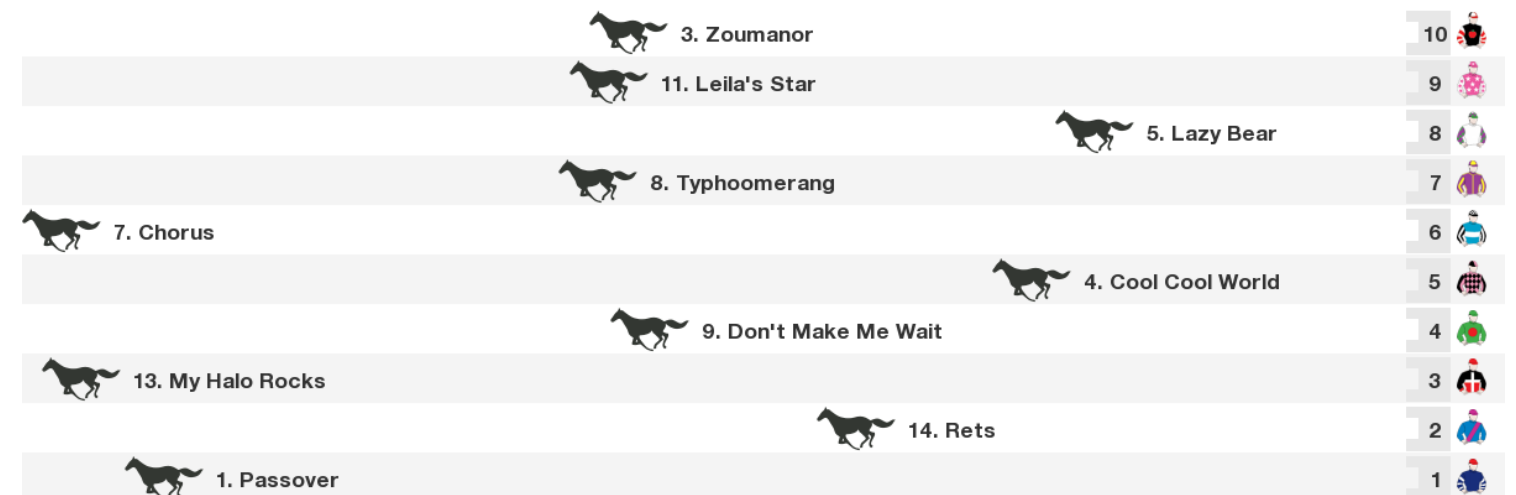 3. Zoumanor 10
11. Leila's Star 9
5. Lazy Bear 8
8. Typhoomerang 7
7. Chorus 6
4. Cool Cool World 5
9. Don't Make Me Wait 4
13. My Halo Rocks 3
14. Rets 2
1. Passover 1